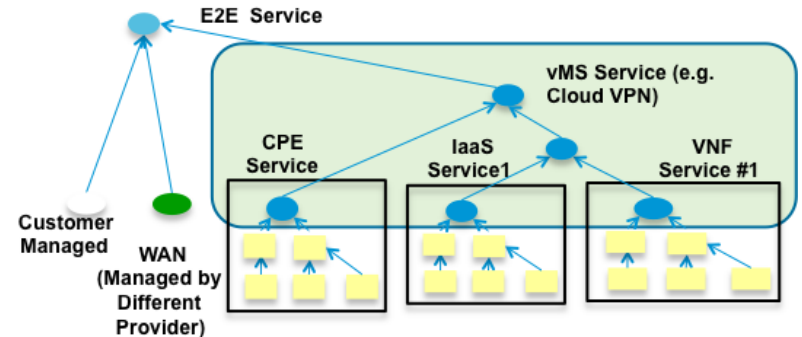 E2E Service
vMS Service (e.g.
Cloud VPN)
CPE
Service
IaaS
Service1
VNF
Service #1
Customer
Managed
WAN
(Managed by
Different
Provider)